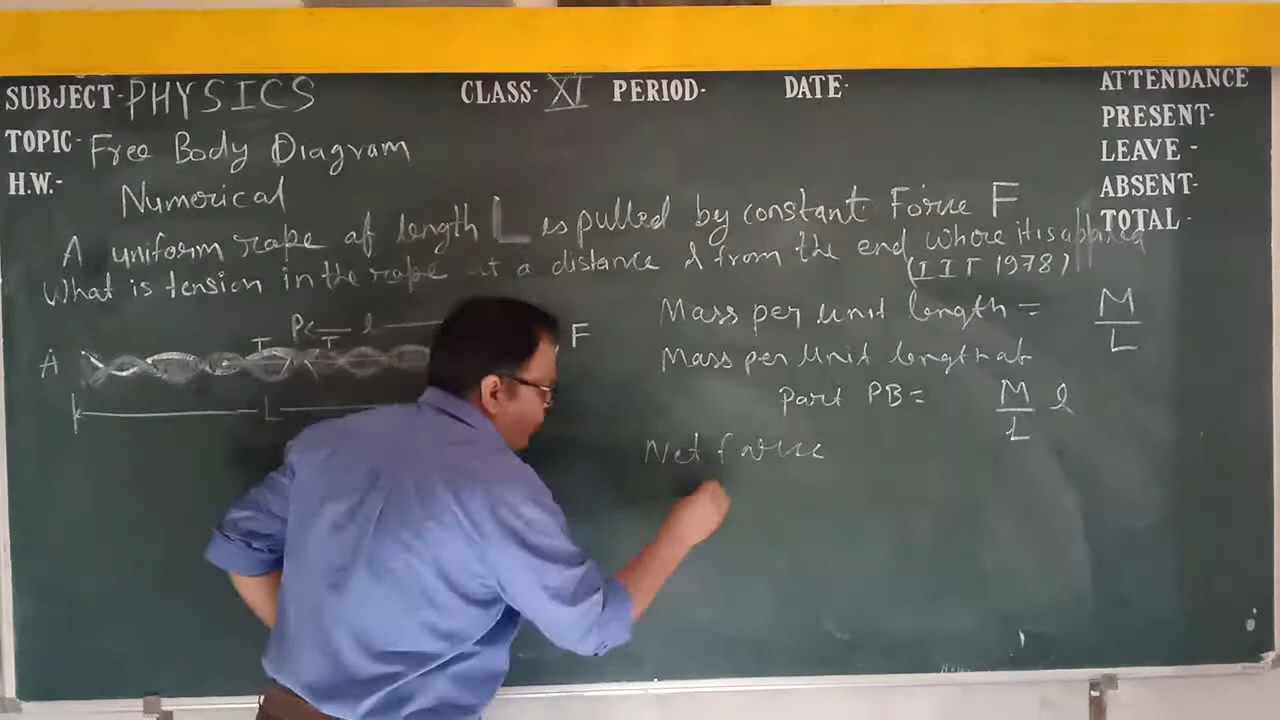 SUBJECT- PHYSICS CLASS- XI PERIOD- DATE- ATTENDANCE
TOPIC- Free Body Diagram PRESENT-
H.W.- LEAVE -
Numerical ABSENT-
TOTAL -
A uniform rope of length L is pulled by constant Force F
What is tension in the rope at a distance l from the end where it is applied
(IIT 1978)
P l F
T T
A
L
Mass per unit length = M/L
Mass per Unit length of
part PB = M/L l
Net force